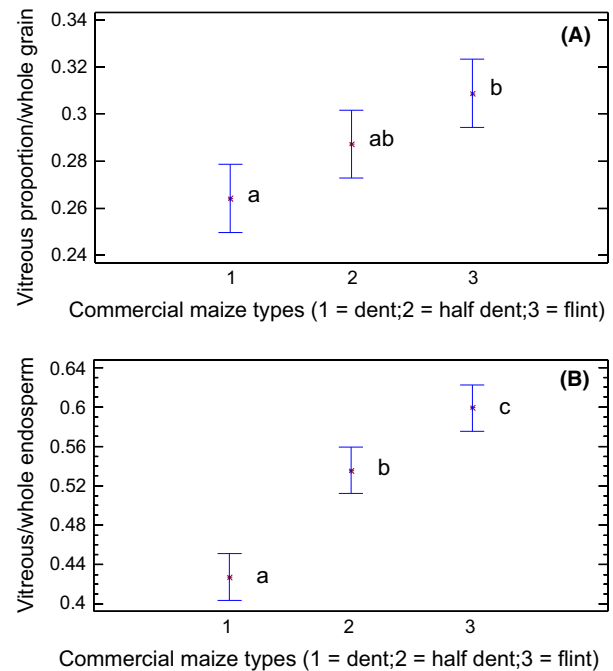 0.34
(A)
0.32
b
0.3
ab
0.28
a
0.26
0.24
Vitreous proportion/whole grain
1 2 3
Commercial maize types (1 = dent;2 = half dent;3 = flint)
0.64
(B)
0.6
c
0.56
b
0.52
0.48
0.44
a
0.4
Vitreous/whole endosperm
1 2 3
Commercial maize types (1 = dent;2 = half dent;3 = flint)